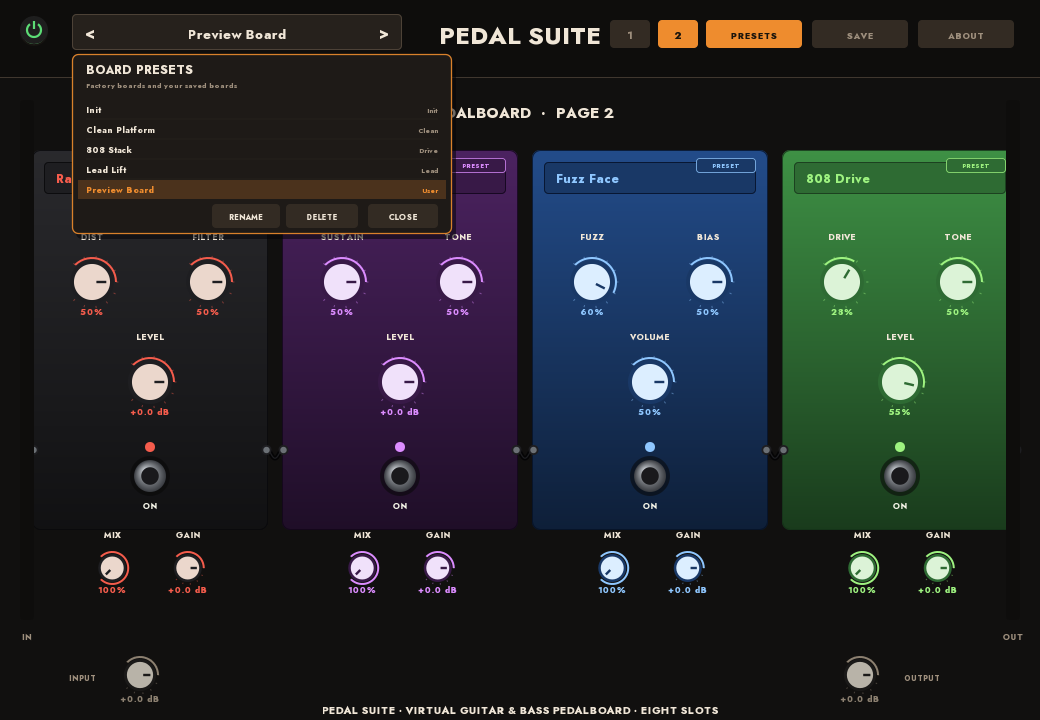 < Preview Board >
PEDAL SUITE
1
2
PRESETS
SAVE
ABOUT
BOARD PRESETS
Factory boards and your saved boards
Init Init
Clean Platform Clean
808 Stack Drive
Lead Lift Lead
Preview Board User
RENAME DELETE CLOSE
DALBOARD · PAGE 2
PRESET
PRESET
PRESET
Ra
Fuzz Face
808 Drive
DIST FILTER SUSTAIN TONE FUZZ BIAS DRIVE TONE
50% 50% 50% 50% 60% 50% 28% 50%
LEVEL LEVEL VOLUME LEVEL
+0.0 dB +0.0 dB 50% 55%
ON ON ON ON
MIX GAIN MIX GAIN MIX GAIN MIX GAIN
100% +0.0 dB 100% +0.0 dB 100% +0.0 dB 100% +0.0 dB
IN OUT
INPUT OUTPUT
+0.0 dB +0.0 dB
PEDAL SUITE · VIRTUAL GUITAR & BASS PEDALBOARD · EIGHT SLOTS